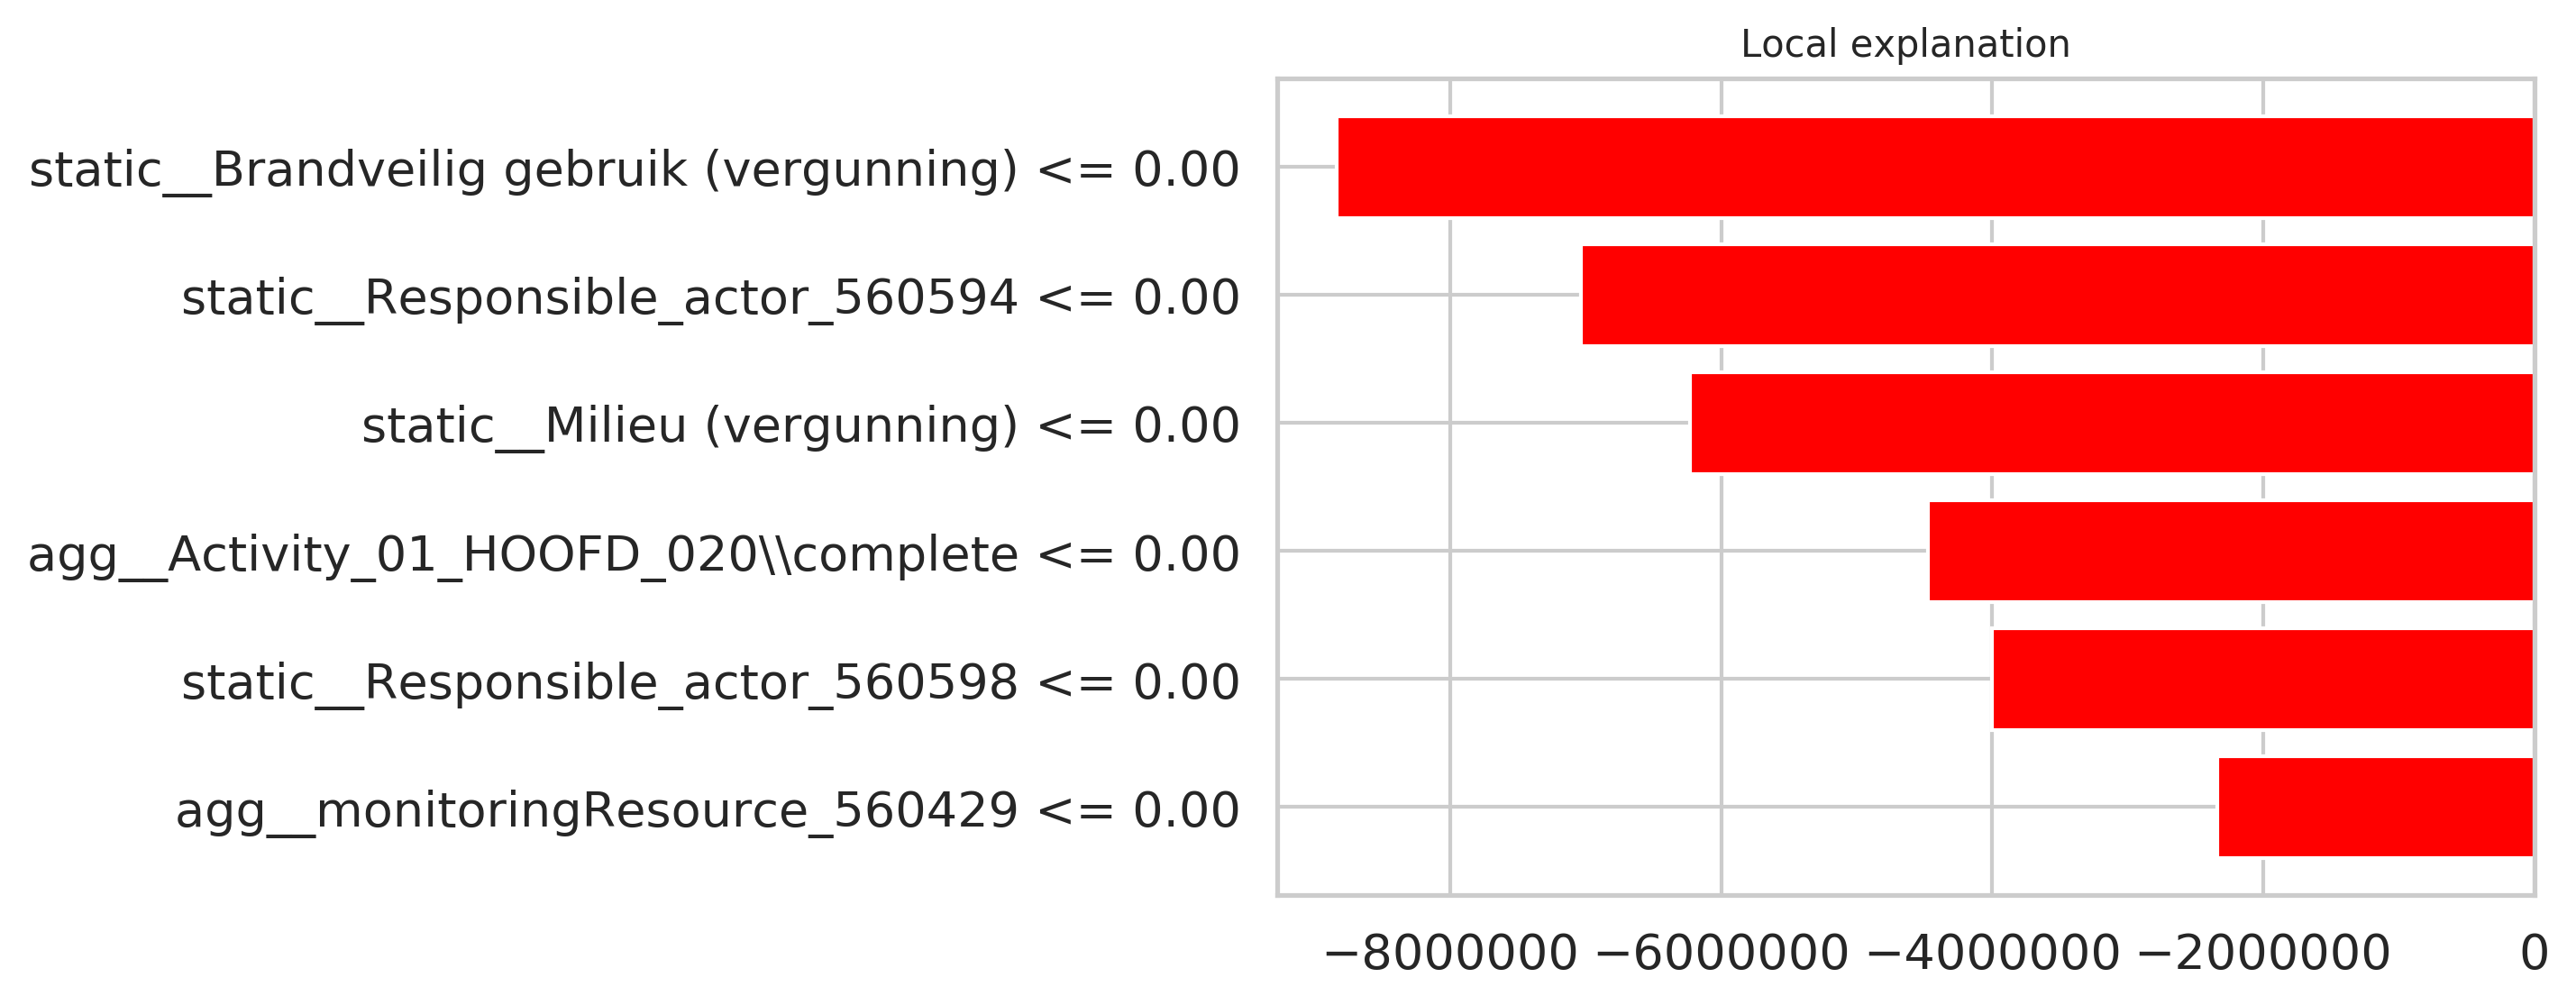 Local explanation
static__Brandveilig gebruik (vergunning) <= 0.00
static__Responsible_actor_560594 <= 0.00
static__Milieu (vergunning) <= 0.00
agg__Activity_01_HOOFD_020\\complete <= 0.00
static__Responsible_actor_560598 <= 0.00
agg__monitoringResource_560429 <= 0.00
−8000000 −6000000 −4000000 −2000000 0